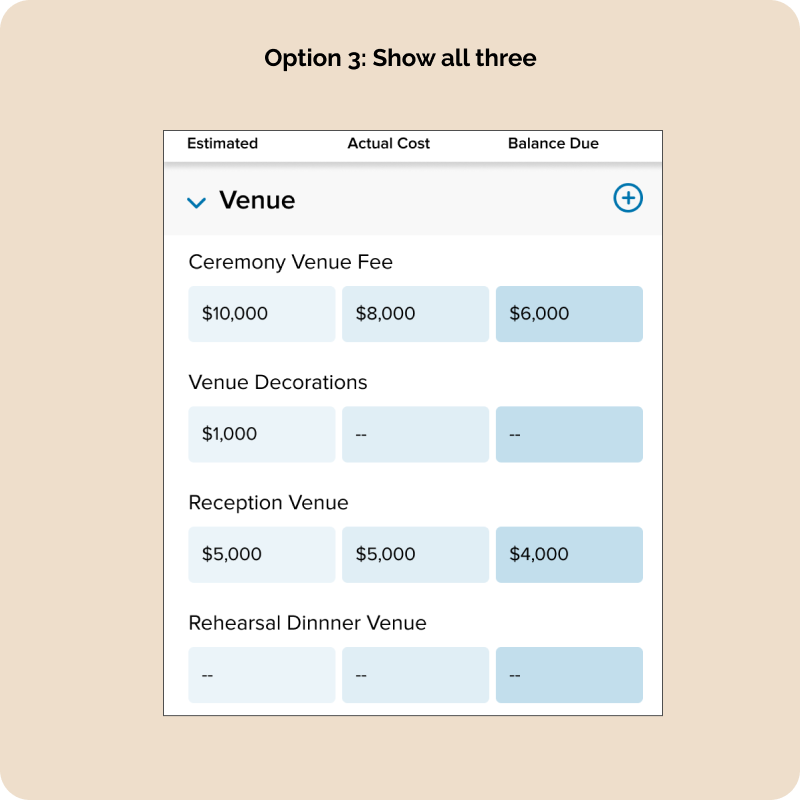 Option 3: Show all three
Estimated Actual Cost Balance Due
Venue
Ceremony Venue Fee
$10,000 $8,000 $6,000
Venue Decorations
$1,000 -- --
Reception Venue
$5,000 $5,000 $4,000
Rehearsal Dinnner Venue
-- -- --